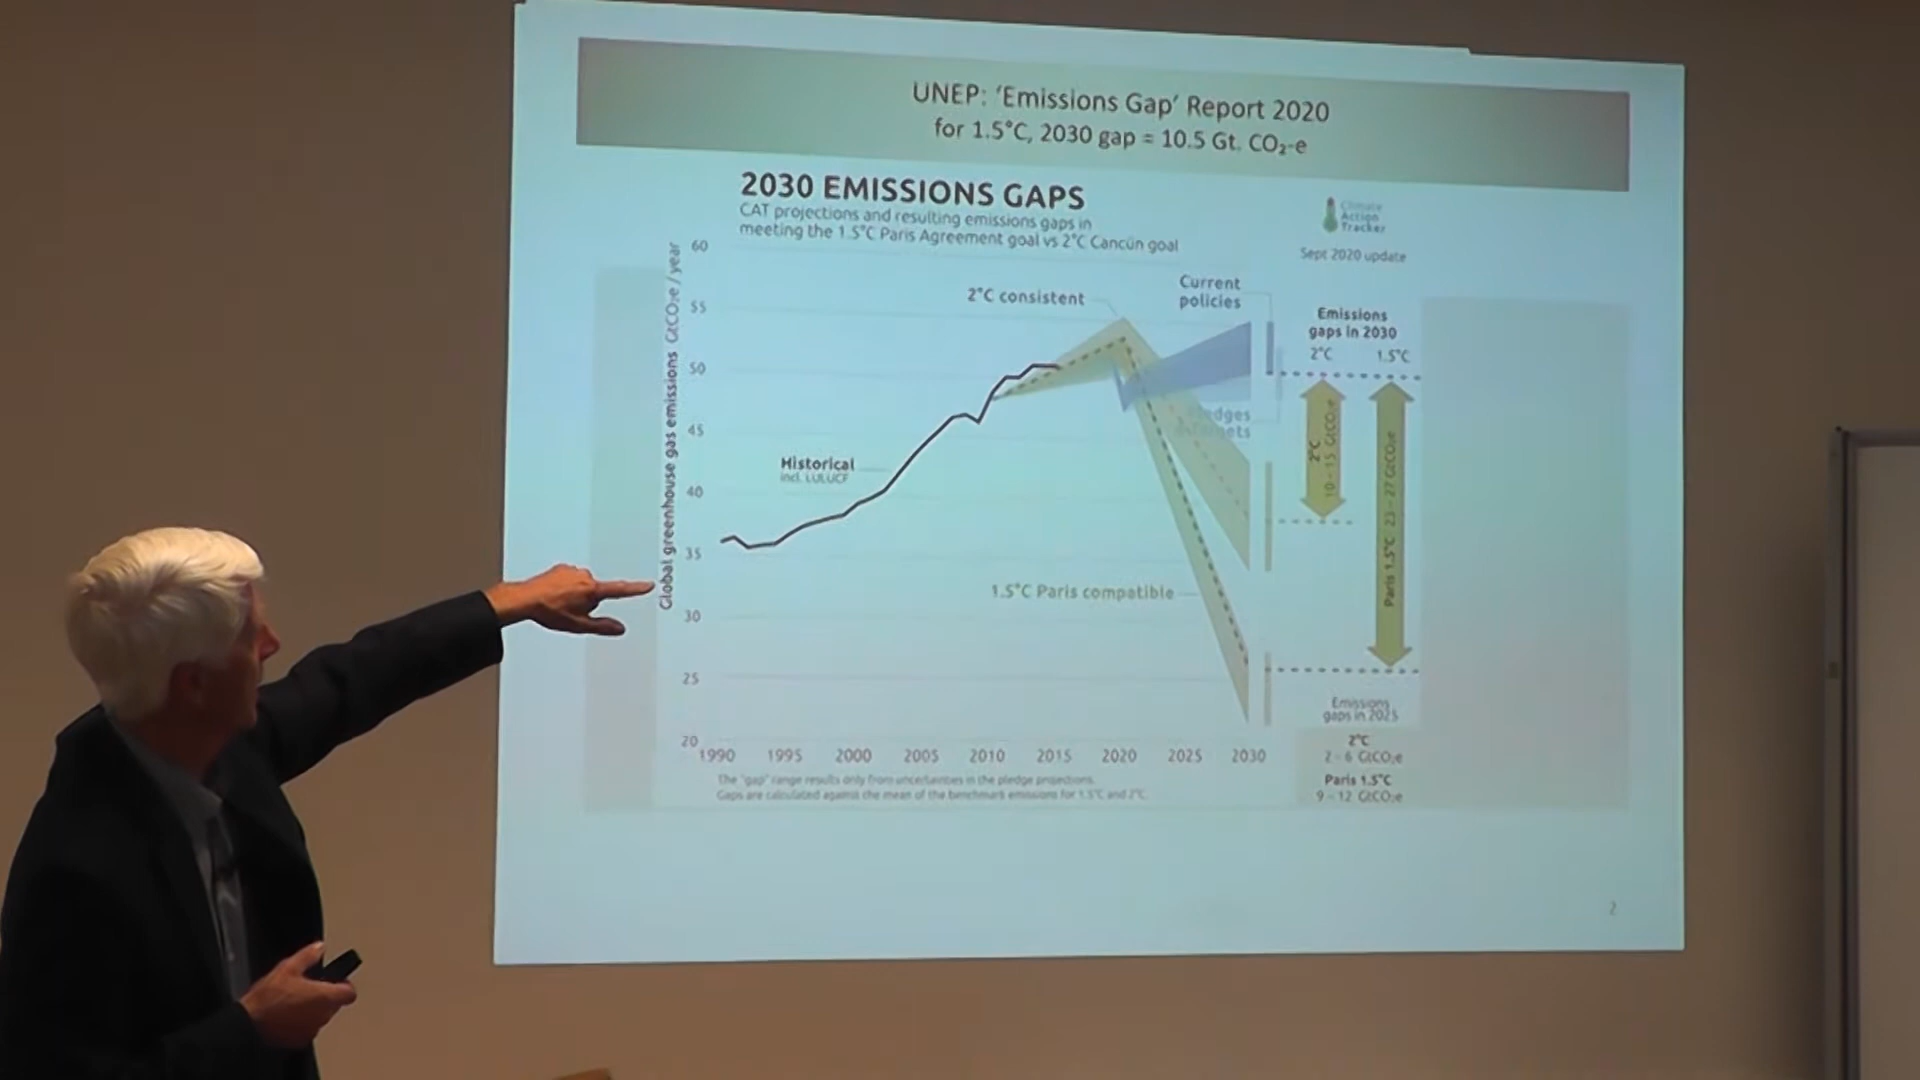 UNEP: ‘Emissions Gap’ Report 2020
for 1.5°C, 2030 gap = 10.5 Gt. CO₂-e
2030 EMISSIONS GAPS
CAT projections and resulting emissions gaps in
meeting the 1.5°C Paris Agreement goal vs 2°C Cancún goal
Climate
Action
Tracker
Sept 2020 update
Global greenhouse gas emissions GtCO₂e / year
60
55
50
45
40
35
30
25
20
1990 1995 2000 2005 2010 2015 2020 2025 2030
Historical
incl. LULUCF
2°C consistent
Current
policies
1.5°C Paris compatible
Emissions
gaps in 2030
2°C 1.5°C
2°C
10 – 15 GtCO₂e
Paris 1.5°C 23 – 27 GtCO₂e
Emissions
gaps in 2025
2°C
2 – 6 GtCO₂e
Paris 1.5°C
9 – 12 GtCO₂e
The "gap" range results only from uncertainties in the pledge projections.
Gaps are calculated against the mean of the benchmark emissions for 1.5°C and 2°C
2